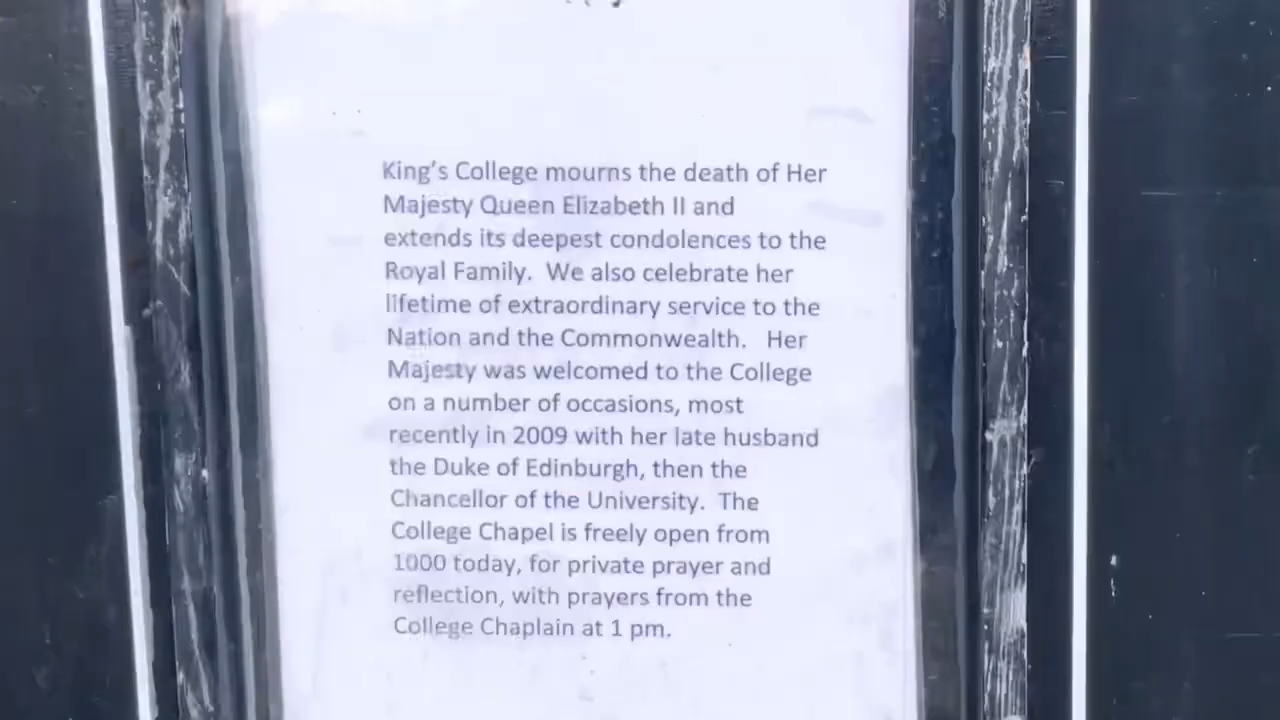 King's College mourns the death of Her
Majesty Queen Elizabeth II and
extends its deepest condolences to the
Royal Family.  We also celebrate her
lifetime of extraordinary service to the
Nation and the Commonwealth.   Her
Majesty was welcomed to the College
on a number of occasions, most
recently in 2009 with her late husband
the Duke of Edinburgh, then the
Chancellor of the University.  The
College Chapel is freely open from
1000 today, for private prayer and
reflection, with prayers from the
College Chaplain at 1 pm.